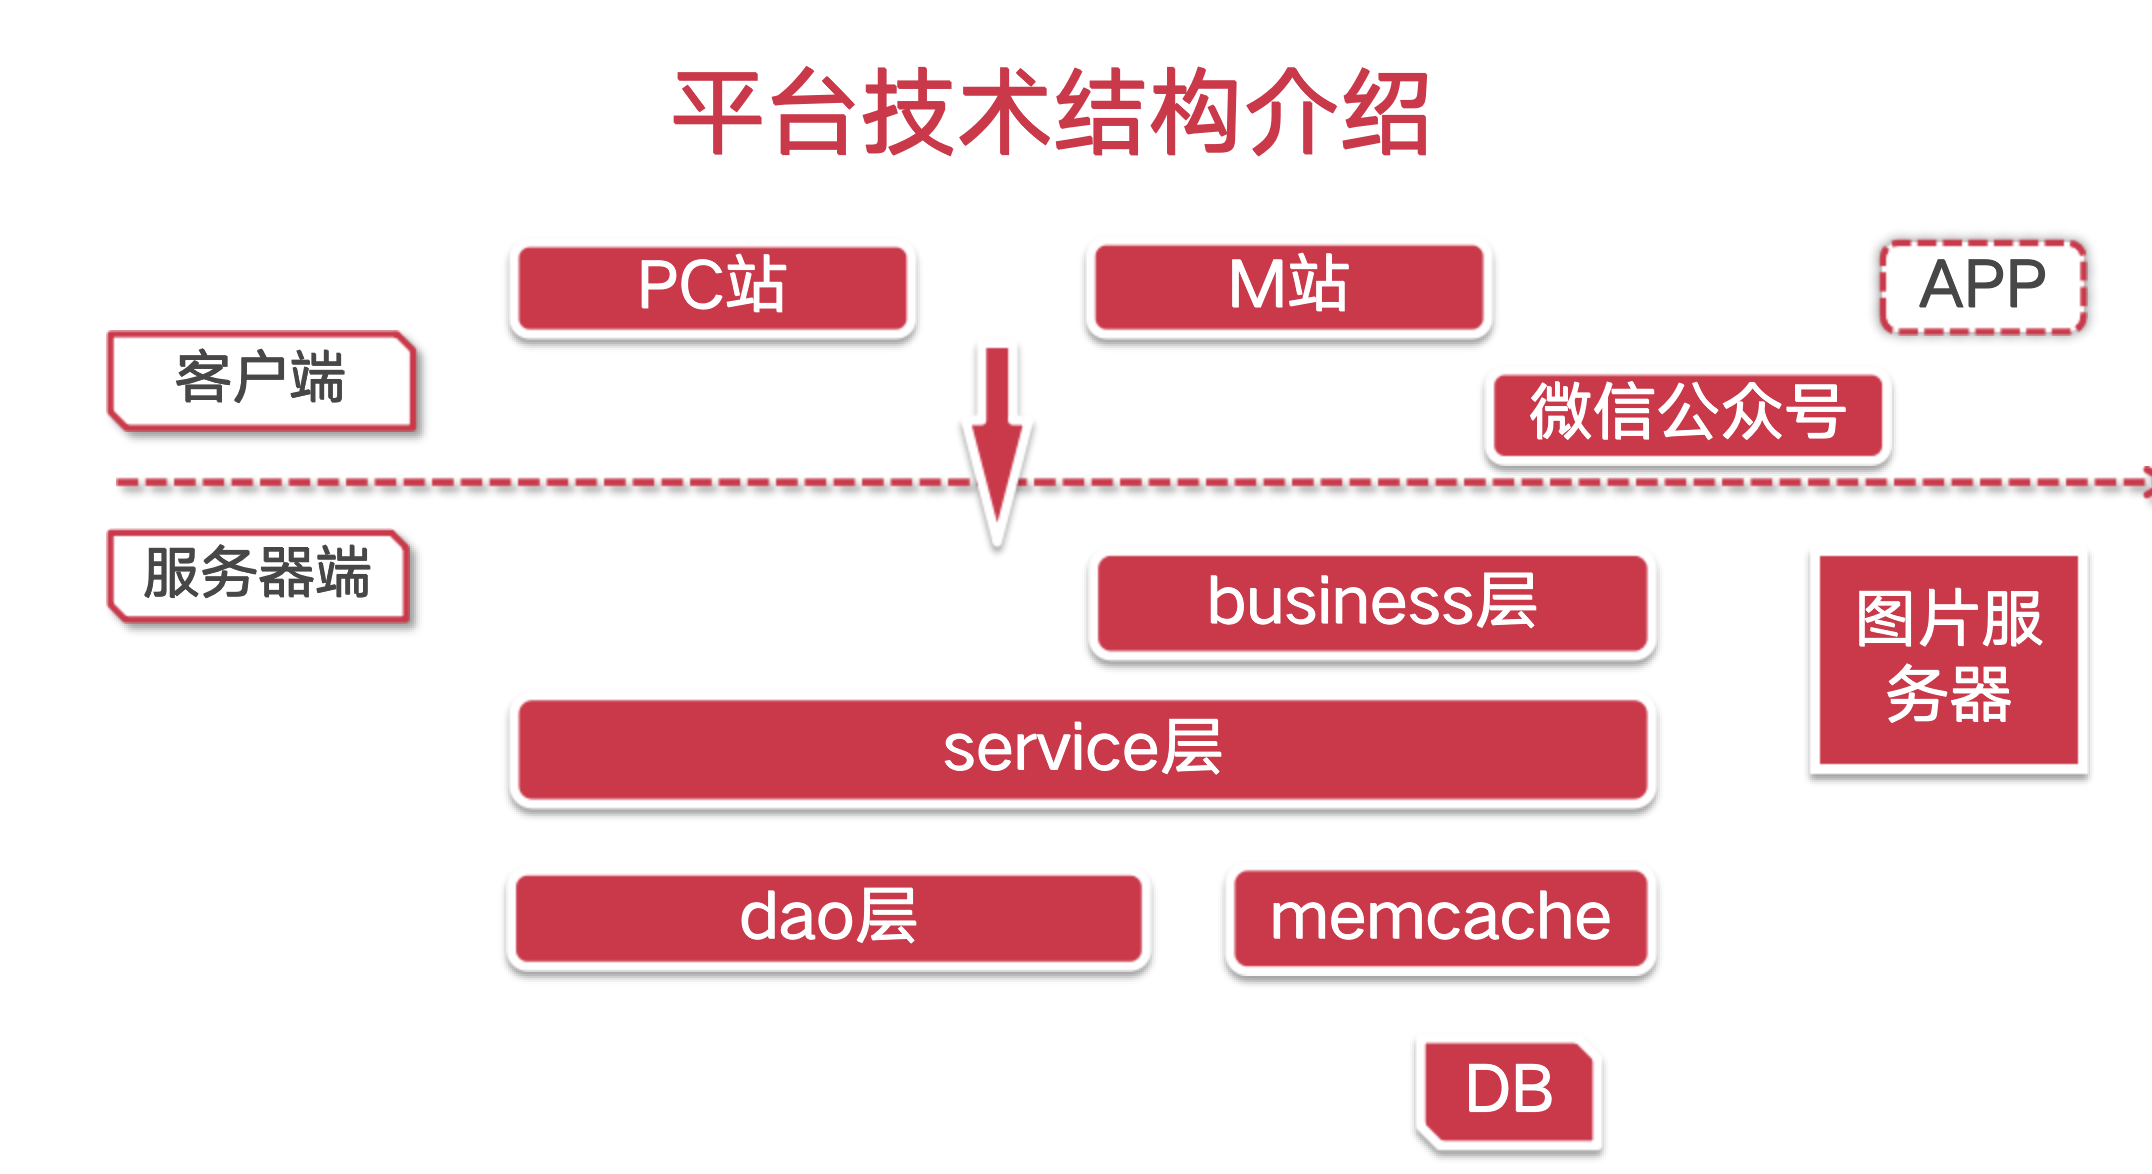 平台技术结构介绍
PC站
M站
APP
客户端
微信公众号
服务器端
business层
图片服
务器
service层
dao层
memcache
DB